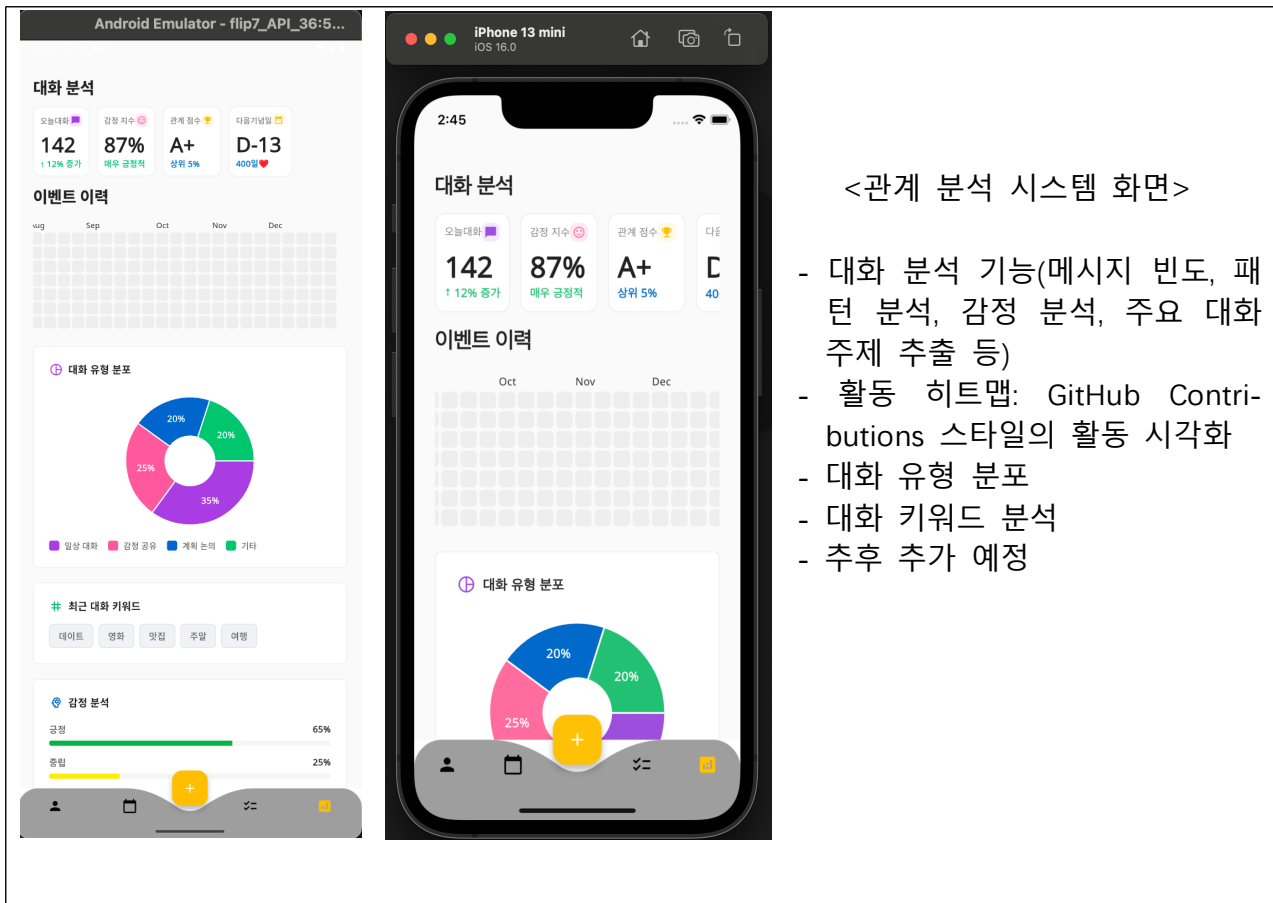 Android Emulator - flip7_API_36:5...
대화 분석
오늘대화
감정 지수
관계 점수
다음기념일
142
87%
A+
D-13
↑ 12% 증가
매우 긍정적
상위 5%
400일❤️
이벤트 이력
Sep
Oct
Nov
Dec
대화 유형 분포
20%
20%
25%
35%
일상 대화
감정 공유
계획 논의
기타
최근 대화 키워드
데이트
영화
맛집
주말
여행
감정 분석
긍정
65%
중립
25%
+
iPhone 13 mini
iOS 16.0
2:45
대화 분석
오늘대화
감정 지수
관계 점수
다음
142
87%
A+
D
↑ 12% 증가
매우 긍정적
상위 5%
40
이벤트 이력
Oct
Nov
Dec
대화 유형 분포
20%
20%
25%
+
<관계 분석 시스템 화면>
- 대화 분석 기능(메시지 빈도, 패
턴 분석, 감정 분석, 주요 대화
주제 추출 등)
- 활동 히트맵: GitHub Contri-
butions 스타일의 활동 시각화
- 대화 유형 분포
- 대화 키워드 분석
- 추후 추가 예정